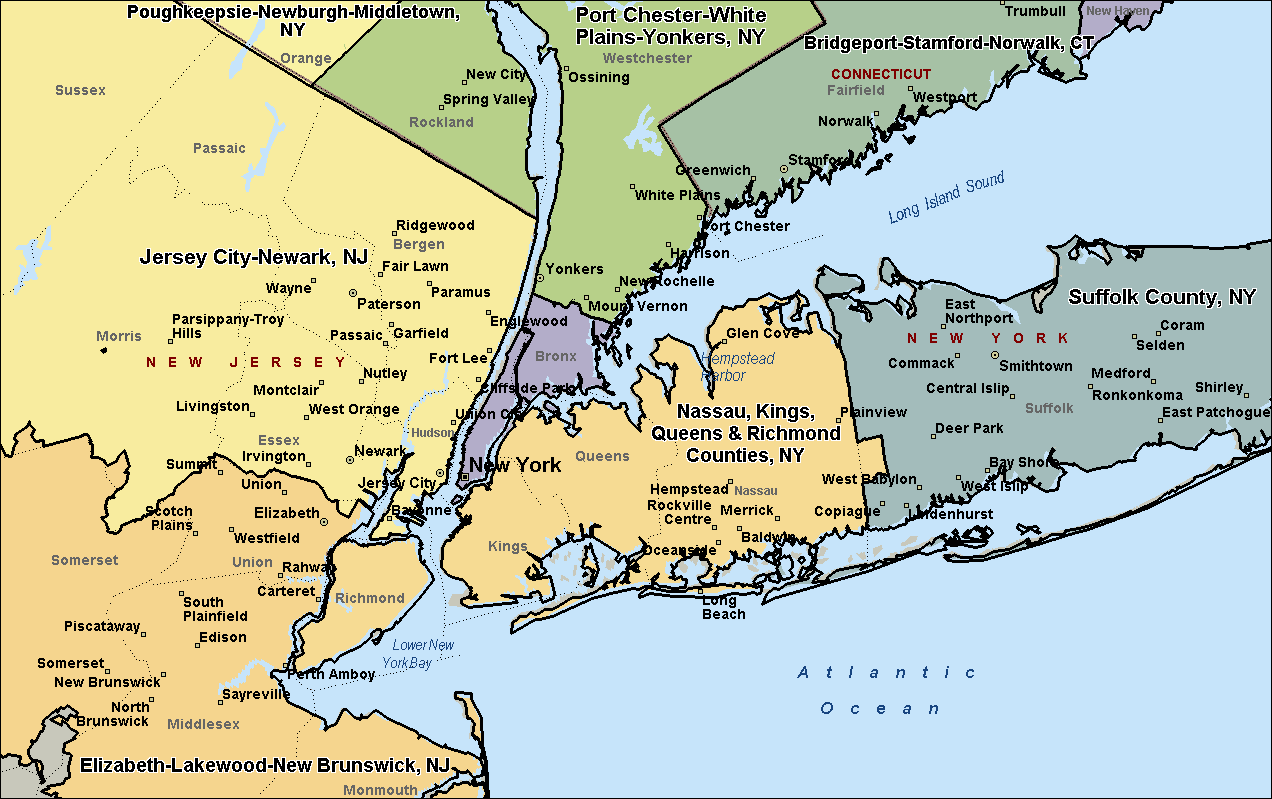 Poughkeepsie-Newburgh-Middletown,
NY
Orange
Port Chester-White
Plains-Yonkers, NY
Westchester
Trumbull
New Haven
Bridgeport-Stamford-Norwalk, CT
CONNECTICUT
Fairfield
Westport
Norwalk
New City
Ossining
Spring Valley
Rockland
Sussex
Passaic
Stamford
Greenwich
White Plains
Long Island Sound
Port Chester
Harrison
Ridgewood
Bergen
Jersey City-Newark, NJ
Fair Lawn
Wayne
Paramus
Paterson
Yonkers
New Rochelle
Mount Vernon
Suffolk County, NY
Parsippany-Troy
Hills
Morris
Passaic
Garfield
Englewood
Glen Cove
East
Northport
Coram
Selden
NEW YORK
NEW JERSEY
Fort Lee
Bronx
Hempstead
Harbor
Commack
Smithtown
Nutley
Montclair
Cliffside Park
Central Islip
Medford
Ronkonkoma
Shirley
Livingston
West Orange
Union City
Nassau, Kings,
Queens & Richmond
Counties, NY
Plainview
Suffolk
East Patchogue
Hudson
Essex
Irvington
Newark
Deer Park
Queens
New York
Summit
Union
Jersey City
Bay Shore
West Babylon
West Islip
Hempstead
Nassau
Rockville
Centre
Merrick
Copiague
Lindenhurst
Scotch
Plains
Elizabeth
Bayonne
Westfield
Baldwin
Kings
Oceanside
Somerset
Union
Rahway
Carteret
Richmond
Long
Beach
South
Plainfield
Piscataway
Edison
Lower New
York Bay
Somerset
New Brunswick
Perth Amboy
Sayreville
Atlantic
Ocean
North
Brunswick
Middlesex
Elizabeth-Lakewood-New Brunswick, NJ
Monmouth